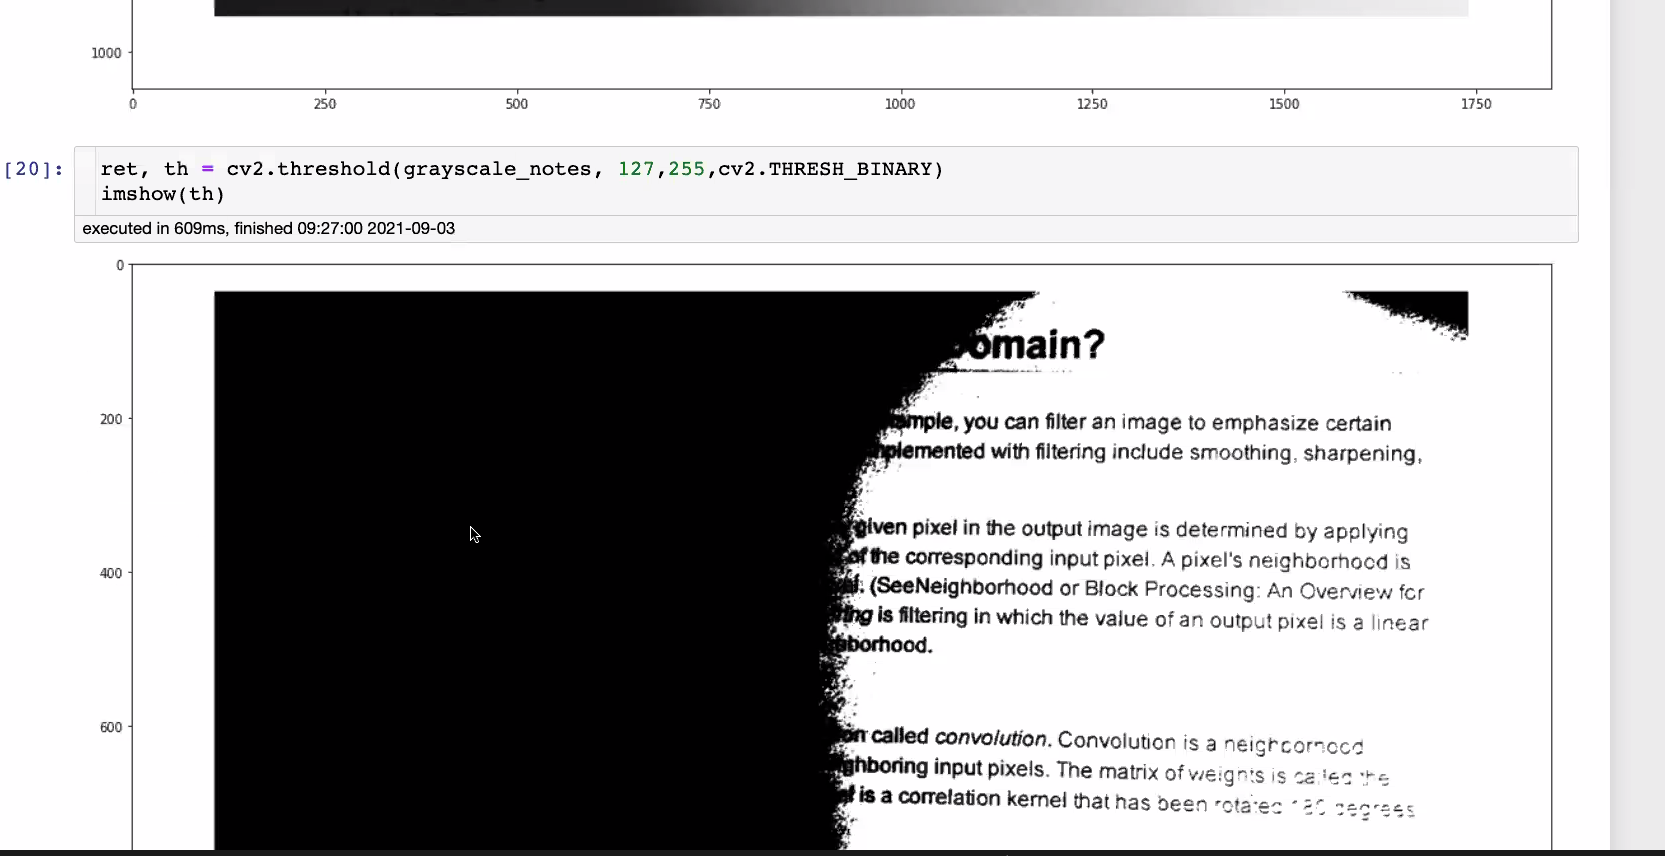 1000
0 250 500 750 1000 1250 1500 1750
[20]:
ret, th = cv2.threshold(grayscale_notes, 127,255,cv2.THRESH_BINARY)
imshow(th)
executed in 609ms, finished 09:27:00 2021-09-03
0
omain?
200
mple, you can filter an image to emphasize certain
plemented with filtering include smoothing, sharpening,
given pixel in the output image is determined by applying
400
of the corresponding input pixel. A pixel's neighborhood is
(SeeNeighborhood or Block Processing: An Overview for
is filtering in which the value of an output pixel is a linear
borhood.
600
on called convolution. Convolution is a neighborhood
ghboring input pixels. The matrix of weights is called the
is a correlation kernel that has been rotated 180 degrees